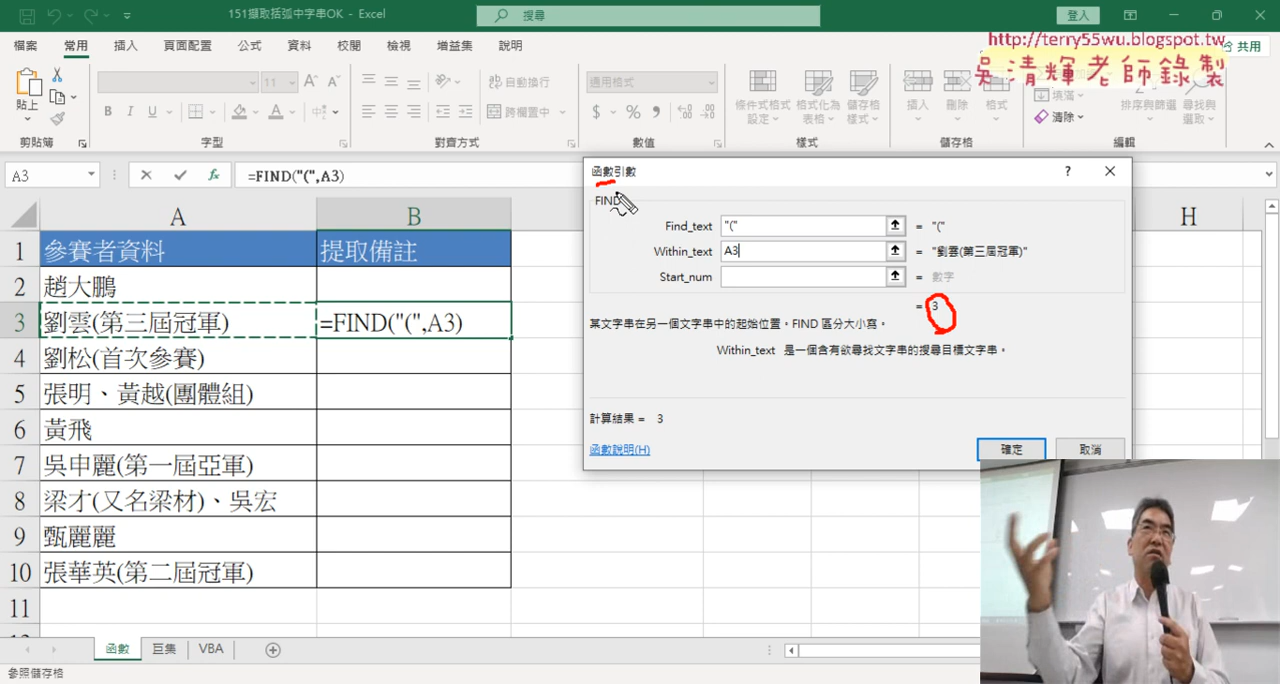 151擷取括弧中字串OK - Excel
搜尋
登入
檔案 常用 插入 頁面配置 公式 資料 校閱 檢視 增益集 說明
共用
http://terry55wu.blogspot.tw
吳清輝老師錄製
貼上
11
自動換行
跨欄置中
通用格式
條件式格式設定
格式化為表格
儲存格樣式
插入 刪除 格式
填滿
清除
排序與篩選
尋找與選取
剪貼簿 字型 對齊方式 數值 樣式 儲存格 編輯
A3
=FIND("(",A3)
A B H
1 參賽者資料 提取備註
2 趙大鵬
3 劉雲(第三屆冠軍) =FIND("(",A3)
4 劉松(首次參賽)
5 張明、黃越(團體組)
6 黃飛
7 吳申麗(第一屆亞軍)
8 梁才(又名梁材)、吳宏
9 甄麗麗
10 張華英(第二屆冠軍)
11
函數引數
? ×
FIND
Find_text "(" = "("
Within_text A3 = "劉雲(第三屆冠軍)"
Start_num = 數字
= 3
某文字串在另一個文字串中的起始位置。FIND 區分大小寫。
Within_text 是一個含有欲尋找文字串的搜尋目標文字串。
計算結果 = 3
函數說明(H)
確定 取消
函數 巨集 VBA
參照儲存格